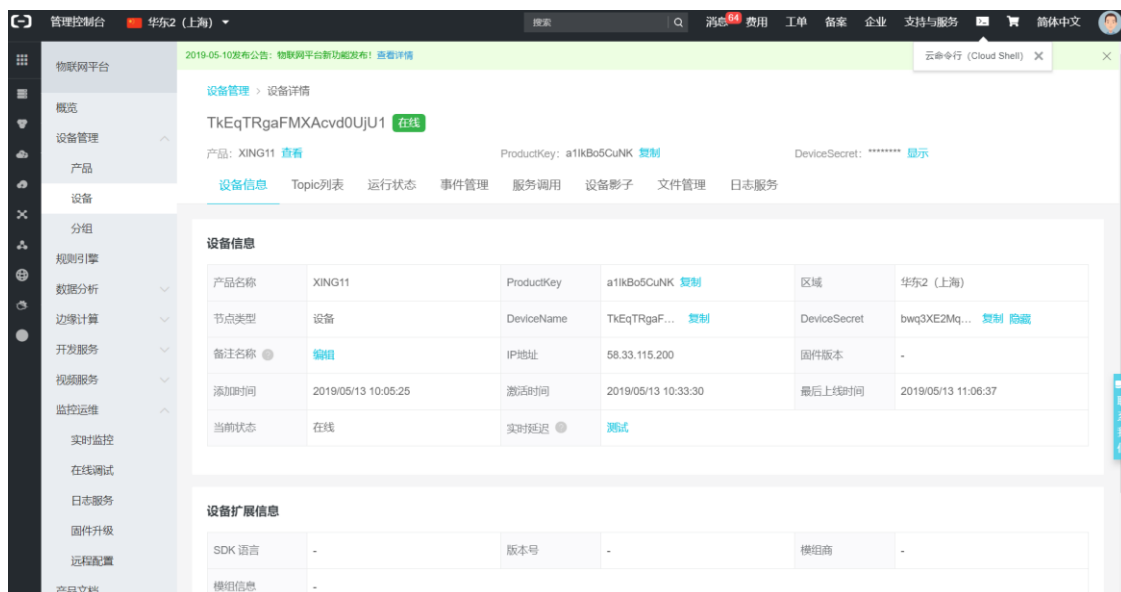 管理控制台 华东2（上海） 搜索 消息 64 费用 工单 备案 企业 支持与服务 简体中文
物联网平台
2019-05-10发布公告：物联网平台新功能发布！查看详情
云命令行（Cloud Shell）
设备管理 > 设备详情
TkEqTRgaFMXAcvd0UjU1 在线
产品：XING11 查看 ProductKey：a1IkBo5CuNK 复制 DeviceSecret：******** 显示
设备信息 Topic列表 运行状态 事件管理 服务调用 设备影子 文件管理 日志服务
概览
设备管理
产品
设备
分组
规则引擎
数据分析
边缘计算
开发服务
视频服务
监控运维
实时监控
在线调试
日志服务
固件升级
远程配置
产品文档
设备信息
产品名称 XING11 ProductKey a1IkBo5CuNK 复制 区域 华东2（上海）
节点类型 设备 DeviceName TkEqTRgaF... 复制 DeviceSecret bwq3XE2Mq... 复制 隐藏
备注名称 编辑 IP地址 58.33.115.200 固件版本 -
添加时间 2019/05/13 10:05:25 激活时间 2019/05/13 10:33:30 最后上线时间 2019/05/13 11:06:37
当前状态 在线 实时延迟 测试
设备扩展信息
SDK 语言 - 版本号 - 模组商 -
模组信息 -